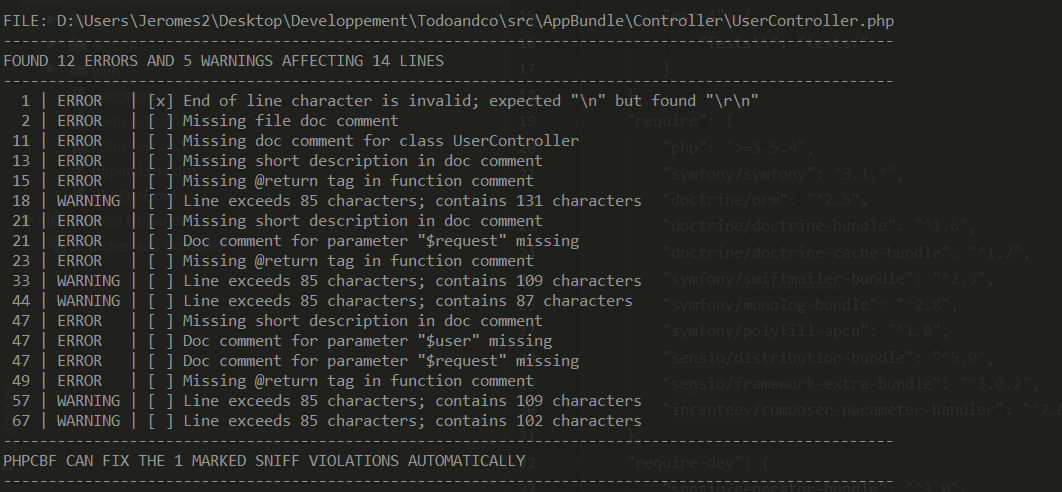 FILE: D:\Users\Jeromes2\Desktop\Developpement\Todoandco\src\AppBundle\Controller\UserController.php
---------------------------------------------------------------------------------------------------
FOUND 12 ERRORS AND 5 WARNINGS AFFECTING 14 LINES
---------------------------------------------------------------------------------------------------
1 | ERROR | [x] End of line character is invalid; expected "\n" but found "\r\n"
2 | ERROR | [ ] Missing file doc comment
11 | ERROR | [ ] Missing doc comment for class UserController
13 | ERROR | [ ] Missing short description in doc comment
15 | ERROR | [ ] Missing @return tag in function comment
18 | WARNING | [ ] Line exceeds 85 characters; contains 131 characters
21 | ERROR | [ ] Missing short description in doc comment
21 | ERROR | [ ] Doc comment for parameter "$request" missing
23 | ERROR | [ ] Missing @return tag in function comment
33 | WARNING | [ ] Line exceeds 85 characters; contains 109 characters
44 | WARNING | [ ] Line exceeds 85 characters; contains 87 characters
47 | ERROR | [ ] Missing short description in doc comment
47 | ERROR | [ ] Doc comment for parameter "$user" missing
47 | ERROR | [ ] Doc comment for parameter "$request" missing
49 | ERROR | [ ] Missing @return tag in function comment
57 | WARNING | [ ] Line exceeds 85 characters; contains 109 characters
67 | WARNING | [ ] Line exceeds 85 characters; contains 102 characters
---------------------------------------------------------------------------------------------------
PHPCBF CAN FIX THE 1 MARKED SNIFF VIOLATIONS AUTOMATICALLY
---------------------------------------------------------------------------------------------------
"Tests\\": "tests/"
17 }
19 "require": {
"php": ">=5.5.9",
"symfony/symfony": "3.1.*",
"doctrine/orm": "^2.5",
"doctrine/doctrine-bundle": "^1.6",
"doctrine/doctrine-cache-bundle": "^1.2",
"symfony/swiftmailer-bundle": "^2.3",
"symfony/monolog-bundle": "^2.8",
"symfony/polyfill-apcu": "^1.0",
"sensio/distribution-bundle": "^5.0",
"sensio/framework-extra-bundle": "^3.0.2",
"incenteev/composer-parameter-handler": "^2.0
32 "require-dev": {
33 "sensio/generator-bundle": "^3.0",